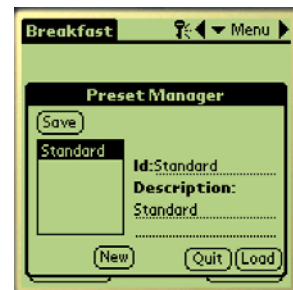 Breakfast Menu
Preset Manager
Save
Standard
Id:Standard
Description:
Standard
New Quit Load